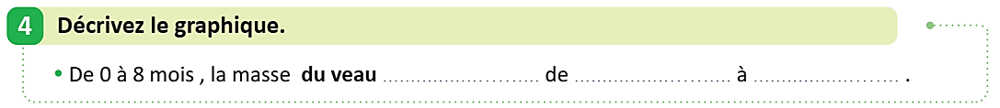 4 Décrivez le graphique.
• De 0 à 8 mois , la masse du veau ............................ de ............................ à ............................ .